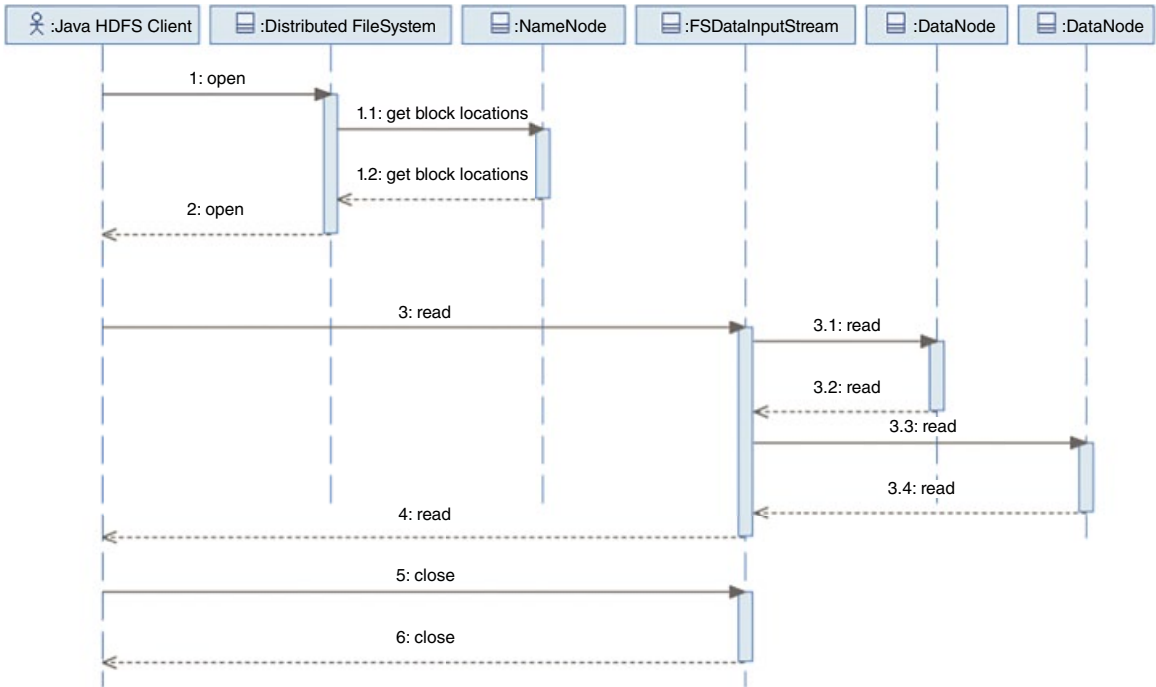 :Java HDFS Client
:Distributed FileSystem
:NameNode
:FSDataInputStream
:DataNode
:DataNode
1: open
1.1: get block locations
1.2: get block locations
2: open
3: read
3.1: read
3.2: read
3.3: read
3.4: read
4: read
5: close
6: close